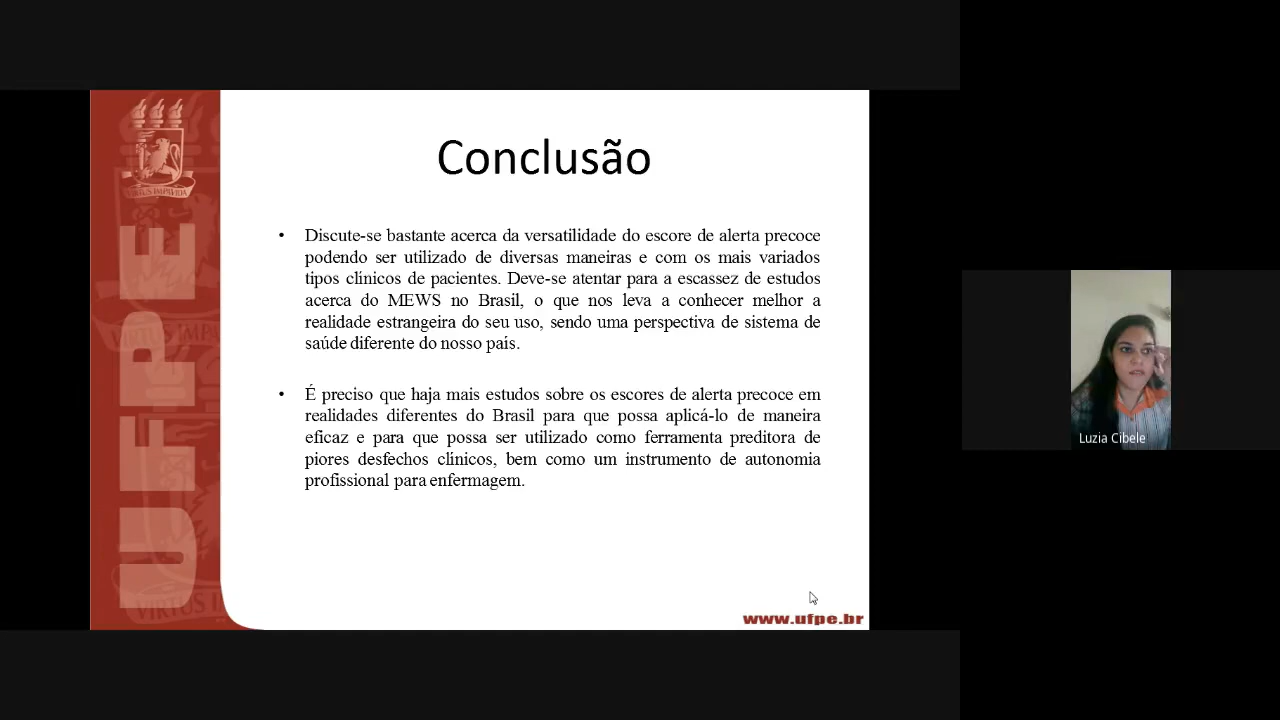 VIRTUS IMPAVIDA
UFPE
Conclusão
• Discute-se bastante acerca da versatilidade do escore de alerta precoce
podendo ser utilizado de diversas maneiras e com os mais variados
tipos clínicos de pacientes. Deve-se atentar para a escassez de estudos
acerca do MEWS no Brasil, o que nos leva a conhecer melhor a
realidade estrangeira do seu uso, sendo uma perspectiva de sistema de
saúde diferente do nosso país.
• É preciso que haja mais estudos sobre os escores de alerta precoce em
realidades diferentes do Brasil para que possa aplicá-lo de maneira
eficaz e para que possa ser utilizado como ferramenta preditora de
piores desfechos clínicos, bem como um instrumento de autonomia
profissional para enfermagem.
www.ufpe.br
Luzia Cibele